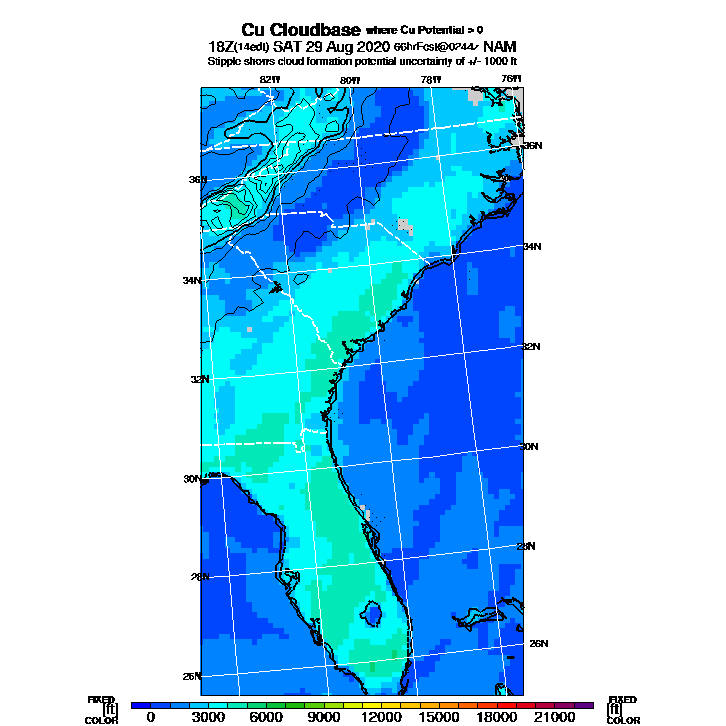 Cu Cloudbase where Cu Potential > 0
18Z(14edt) SAT 29 Aug 2020 66hrFcst@0244z NAM
Stipple shows cloud formation potential uncertainty of +/- 1000 ft
82W 80W 78W 76W
36N
36N
34N
34N
32N
32N
30N
30N
28N
28N
26N
26N
FIXED FIXED
[ft] [ft]
COLOR COLOR
0 3000 6000 9000 12000 15000 18000 21000